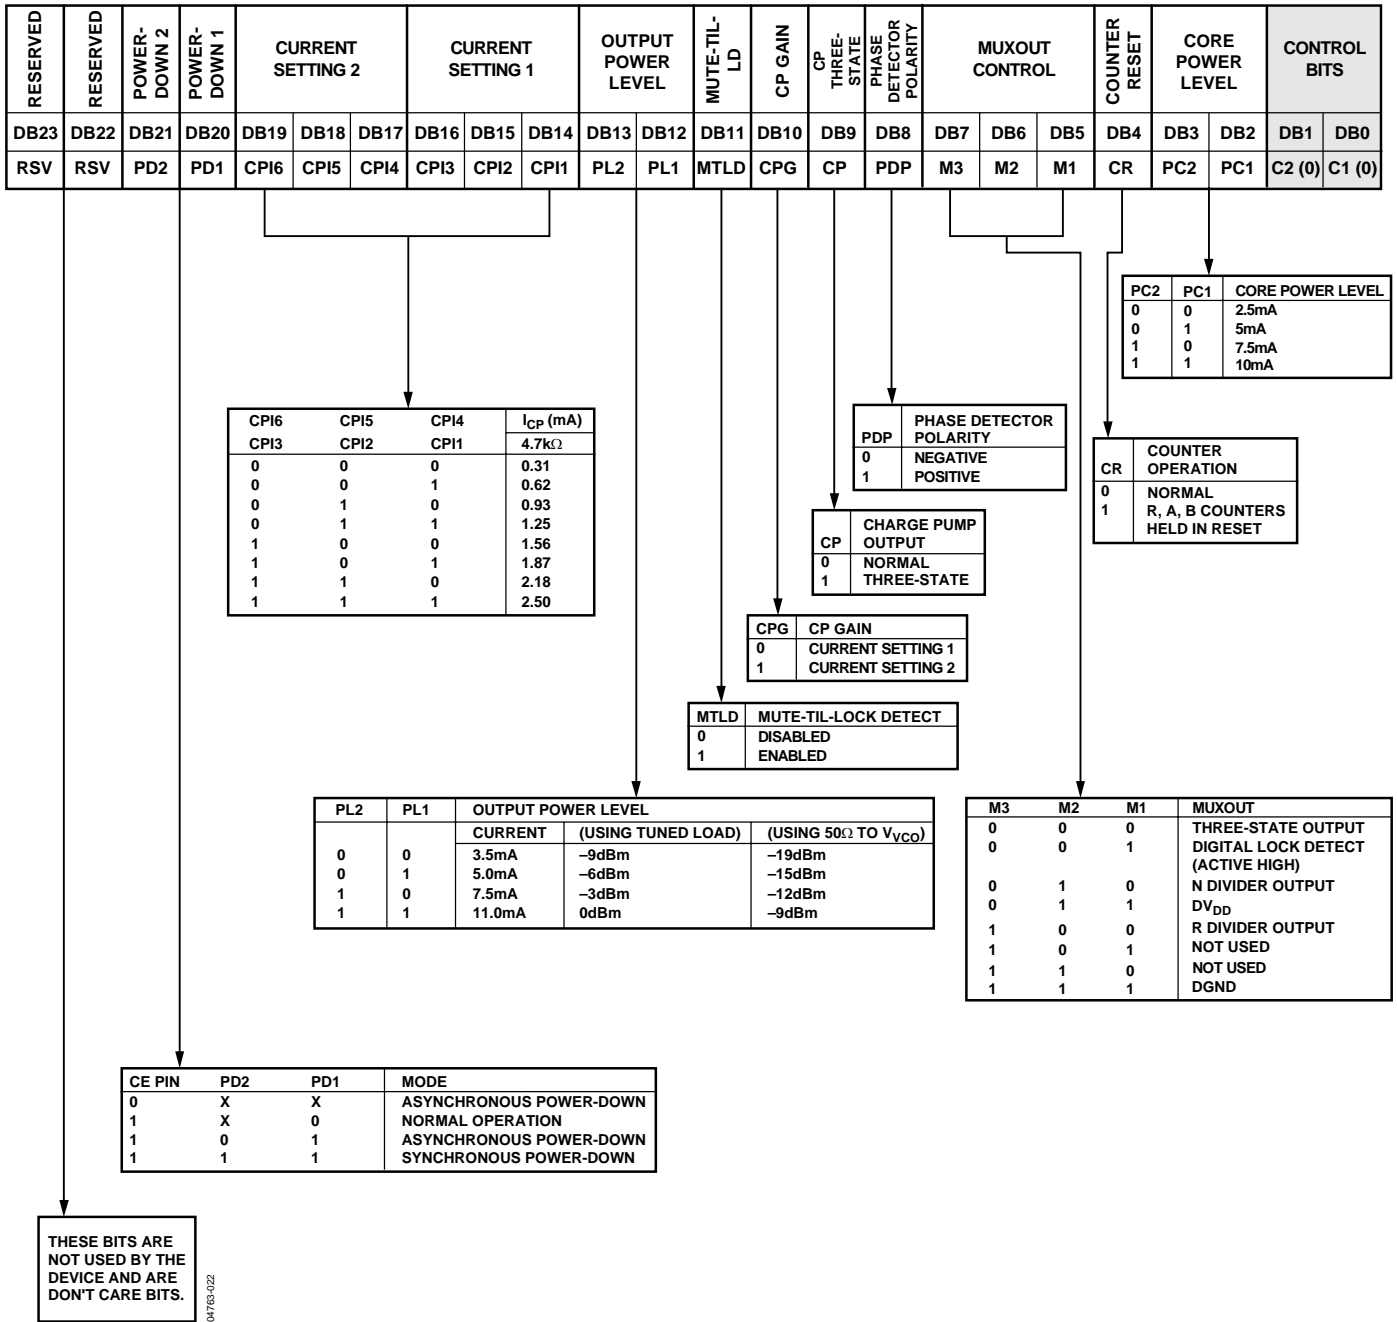 RESERVED
RESERVED
POWER-
DOWN 2
POWER-
DOWN 1
CURRENT
SETTING 2
CURRENT
SETTING 1
OUTPUT
POWER
LEVEL
MUTE-TIL-
LD
CP GAIN
CP
THREE-
STATE
PHASE
DETECTOR
POLARITY
MUXOUT
CONTROL
COUNTER
RESET
CORE
POWER
LEVEL
CONTROL
BITS
DB23 DB22 DB21 DB20 DB19 DB18 DB17 DB16 DB15 DB14 DB13 DB12 DB11 DB10 DB9 DB8 DB7 DB6 DB5 DB4 DB3 DB2 DB1 DB0
RSV RSV PD2 PD1 CPI6 CPI5 CPI4 CPI3 CPI2 CPI1 PL2 PL1 MTLD CPG CP PDP M3 M2 M1 CR PC2 PC1 C2 (0) C1 (0)
PC2 PC1 CORE POWER LEVEL
0 0 2.5mA
0 1 5mA
1 0 7.5mA
1 1 10mA
CPI6 CPI5 CPI4 ICP (mA)
CPI3 CPI2 CPI1 4.7kΩ
0 0 0 0.31
0 0 1 0.62
0 1 0 0.93
0 1 1 1.25
1 0 0 1.56
1 0 1 1.87
1 1 0 2.18
1 1 1 2.50
PDP PHASE DETECTOR
POLARITY
0 NEGATIVE
1 POSITIVE
CR COUNTER
OPERATION
0 NORMAL
1 R, A, B COUNTERS
HELD IN RESET
CP CHARGE PUMP
OUTPUT
0 NORMAL
1 THREE-STATE
CPG CP GAIN
0 CURRENT SETTING 1
1 CURRENT SETTING 2
MTLD MUTE-TIL-LOCK DETECT
0 DISABLED
1 ENABLED
PL2 PL1 OUTPUT POWER LEVEL
CURRENT (USING TUNED LOAD) (USING 50Ω TO VVCO)
0 0 3.5mA –9dBm –19dBm
0 1 5.0mA –6dBm –15dBm
1 0 7.5mA –3dBm –12dBm
1 1 11.0mA 0dBm –9dBm
M3 M2 M1 MUXOUT
0 0 0 THREE-STATE OUTPUT
0 0 1 DIGITAL LOCK DETECT
(ACTIVE HIGH)
0 1 0 N DIVIDER OUTPUT
0 1 1 DVDD
1 0 0 R DIVIDER OUTPUT
1 0 1 NOT USED
1 1 0 NOT USED
1 1 1 DGND
CE PIN PD2 PD1 MODE
0 X X ASYNCHRONOUS POWER-DOWN
1 X 0 NORMAL OPERATION
1 0 1 ASYNCHRONOUS POWER-DOWN
1 1 1 SYNCHRONOUS POWER-DOWN
THESE BITS ARE
NOT USED BY THE
DEVICE AND ARE
DON'T CARE BITS.
04763-022